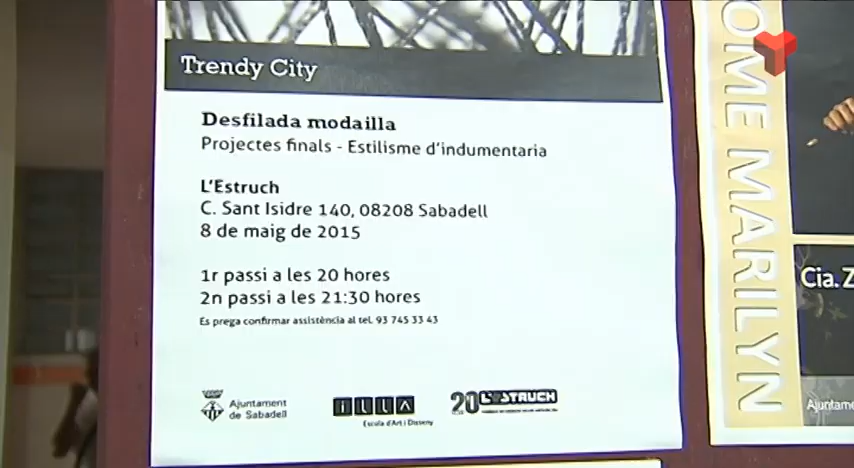 Trendy City
Desfilada modailla
Projectes finals - Estilisme d'indumentaria
L'Estruch
C. Sant Isidre 140, 08208 Sabadell
8 de maig de 2015
1r passi a les 20 hores
2n passi a les 21:30 hores
Es prega confirmar assistència al tel. 93 745 33 43
Ajuntament
de Sabadell
ILLA
Escola d'Art i Disseny
20 L'ESTRUCH
OME MARILYN
Cia. Z
Ajuntame